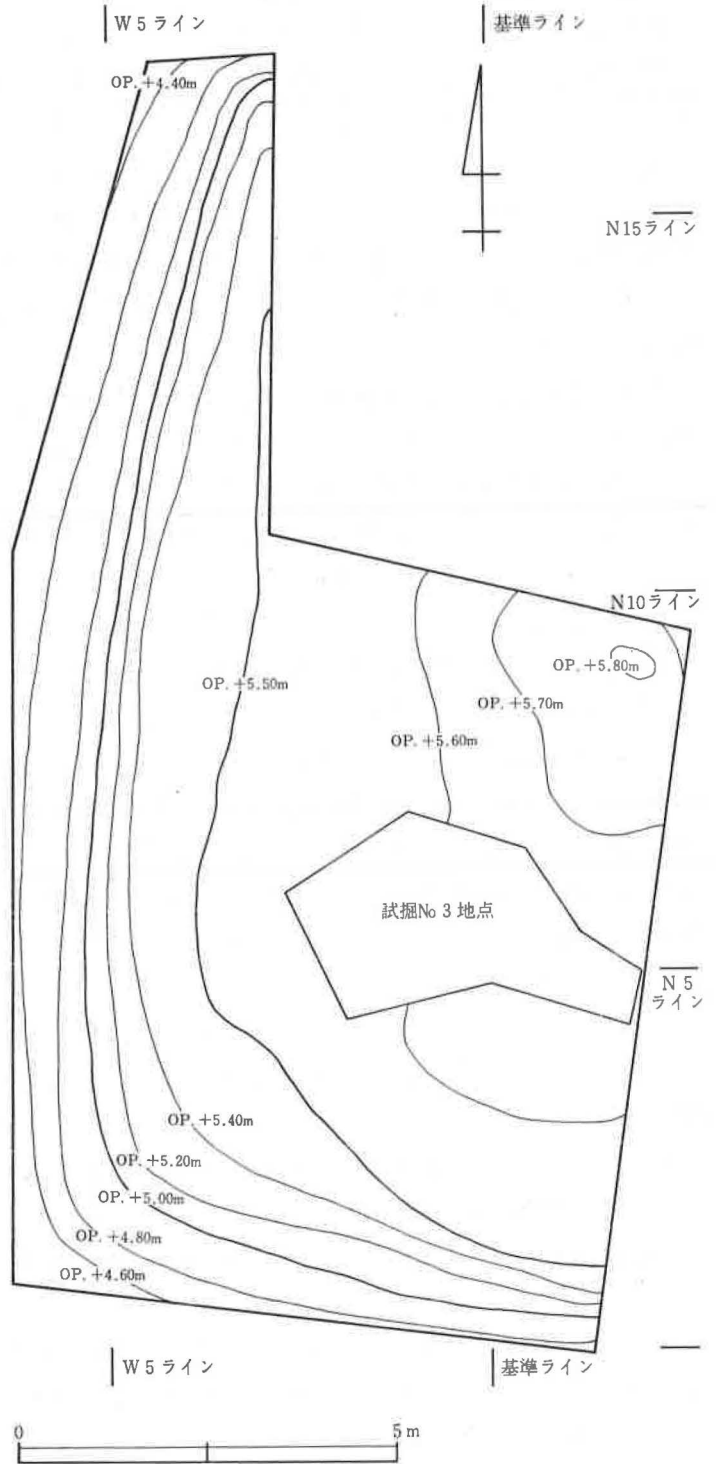 W5ライン
基準ライン
OP. +4.40m
N15ライン
N10ライン
OP. +5.80m
OP. +5.50m
OP. +5.70m
OP. +5.60m
試掘No 3 地点
N 5
ライン
OP. +5.40m
OP. +5.20m
OP. +5.00m
OP. +4.80m
OP. +4.60m
W5ライン
基準ライン
0
5 m